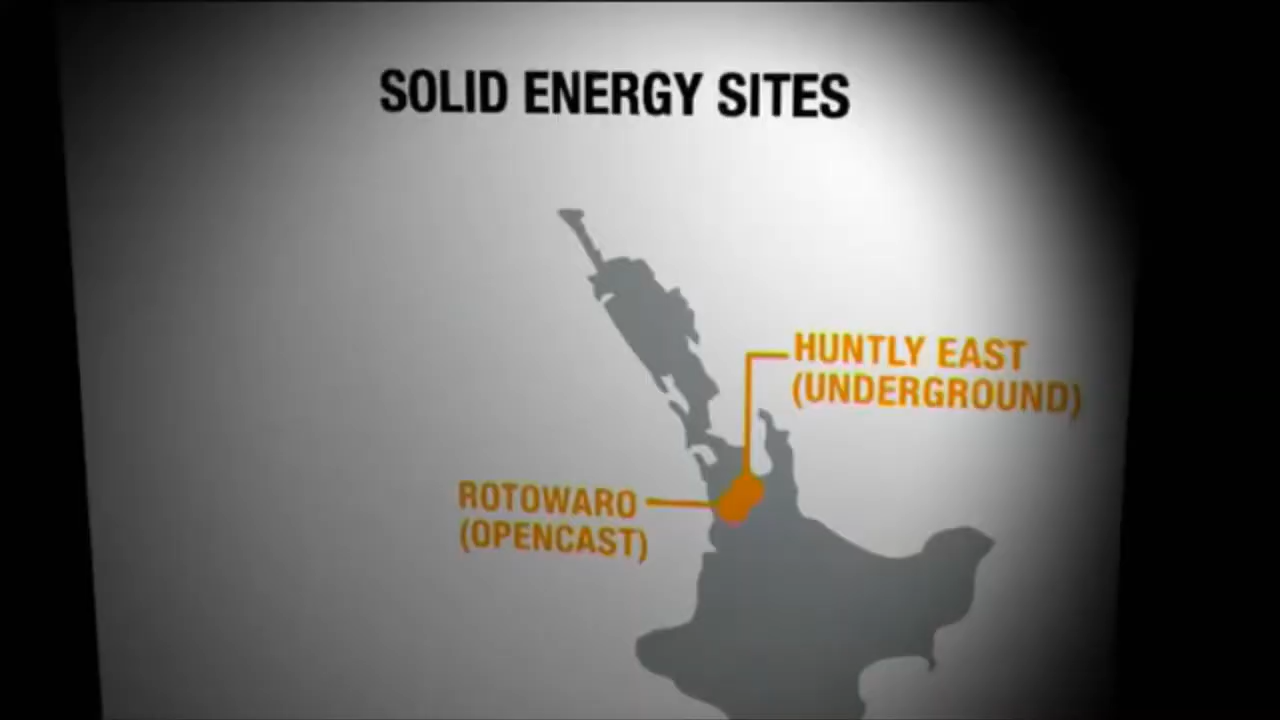 SOLID ENERGY SITES
HUNTLY EAST
(UNDERGROUND)
ROTOWARO
(OPENCAST)